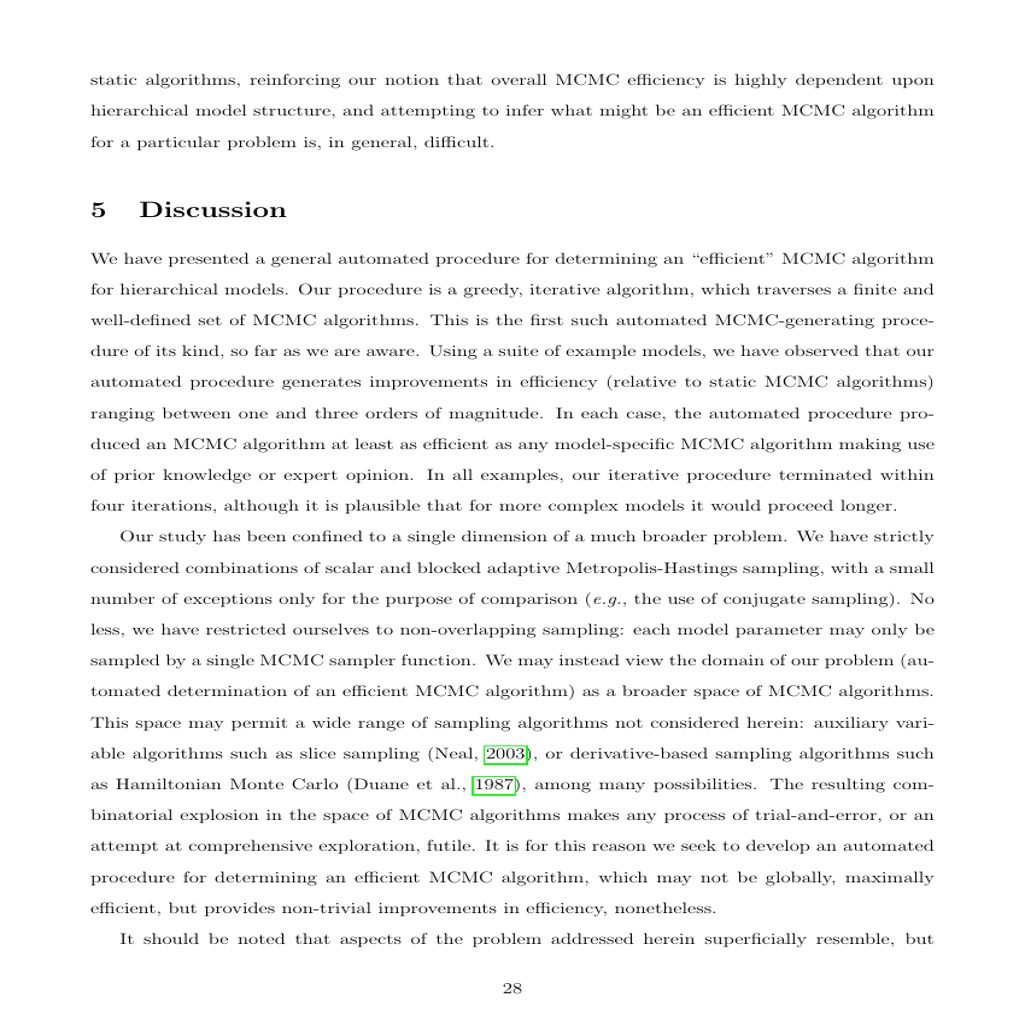 static algorithms, reinforcing our notion that overall MCMC efficiency is highly dependent upon
hierarchical model structure, and attempting to infer what might be an efficient MCMC algorithm
for a particular problem is, in general, difficult.
5 Discussion
We have presented a general automated procedure for determining an “efficient” MCMC algorithm
for hierarchical models. Our procedure is a greedy, iterative algorithm, which traverses a finite and
well-defined set of MCMC algorithms. This is the first such automated MCMC-generating proce-
dure of its kind, so far as we are aware. Using a suite of example models, we have observed that our
automated procedure generates improvements in efficiency (relative to static MCMC algorithms)
ranging between one and three orders of magnitude. In each case, the automated procedure pro-
duced an MCMC algorithm at least as efficient as any model-specific MCMC algorithm making use
of prior knowledge or expert opinion. In all examples, our iterative procedure terminated within
four iterations, although it is plausible that for more complex models it would proceed longer.
Our study has been confined to a single dimension of a much broader problem. We have strictly
considered combinations of scalar and blocked adaptive Metropolis-Hastings sampling, with a small
number of exceptions only for the purpose of comparison (e.g., the use of conjugate sampling). No
less, we have restricted ourselves to non-overlapping sampling: each model parameter may only be
sampled by a single MCMC sampler function. We may instead view the domain of our problem (au-
tomated determination of an efficient MCMC algorithm) as a broader space of MCMC algorithms.
This space may permit a wide range of sampling algorithms not considered herein: auxiliary vari-
able algorithms such as slice sampling (Neal, 2003), or derivative-based sampling algorithms such
as Hamiltonian Monte Carlo (Duane et al., 1987), among many possibilities. The resulting com-
binatorial explosion in the space of MCMC algorithms makes any process of trial-and-error, or an
attempt at comprehensive exploration, futile. It is for this reason we seek to develop an automated
procedure for determining an efficient MCMC algorithm, which may not be globally, maximally
efficient, but provides non-trivial improvements in efficiency, nonetheless.
It should be noted that aspects of the problem addressed herein superficially resemble, but
28